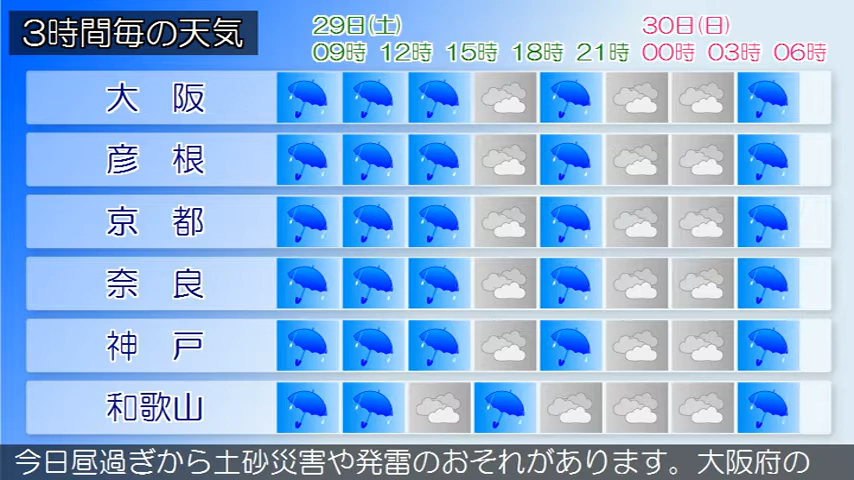 3時間毎の天気
29日(土) 30日(日)
09時 12時 15時 18時 21時 00時 03時 06時
大 阪
彦 根
京 都
奈 良
神 戸
和歌山
今日昼過ぎから土砂災害や発雷のおそれがあります。大阪府の